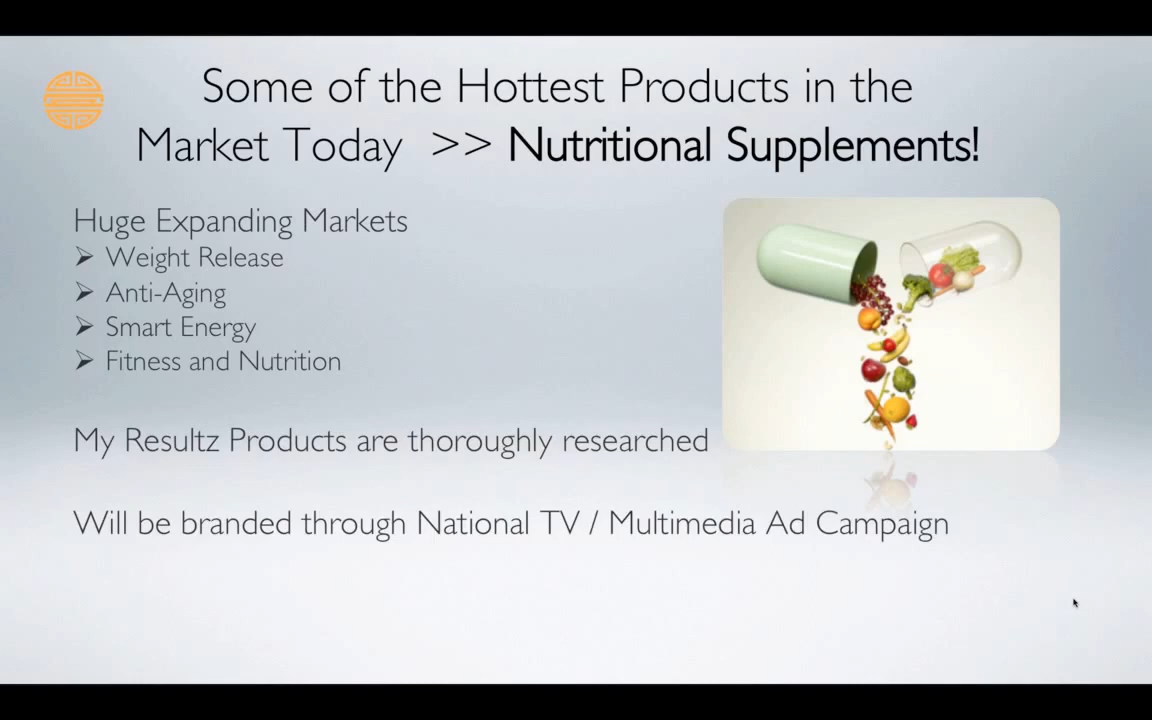 Some of the Hottest Products in the
Market Today >> Nutritional Supplements!
Huge Expanding Markets
➢ Weight Release
➢ Anti-Aging
➢ Smart Energy
➢ Fitness and Nutrition
My Resultz Products are thoroughly researched
Will be branded through National TV / Multimedia Ad Campaign